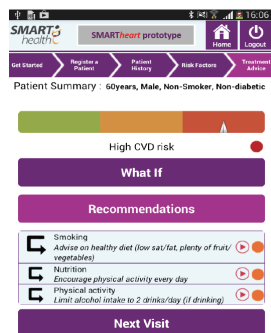 16:06
SMART
health
SMARTheart prototype
Home
Logout
Get Started
Register a
Patient
Patient
History
Risk Factors
Treatment
Advice
Patient Summary : 60years, Male, Non-Smoker, Non-diabetic
High CVD risk
What If
Recommendations
Smoking
Advise on healthy diet (low sat/fat, plenty of fruit/
vegetables)
Nutrition
Encourage physical activity every day
Physical activity
Limit alcohol intake to 2 drinks/day (if drinking)
Next Visit